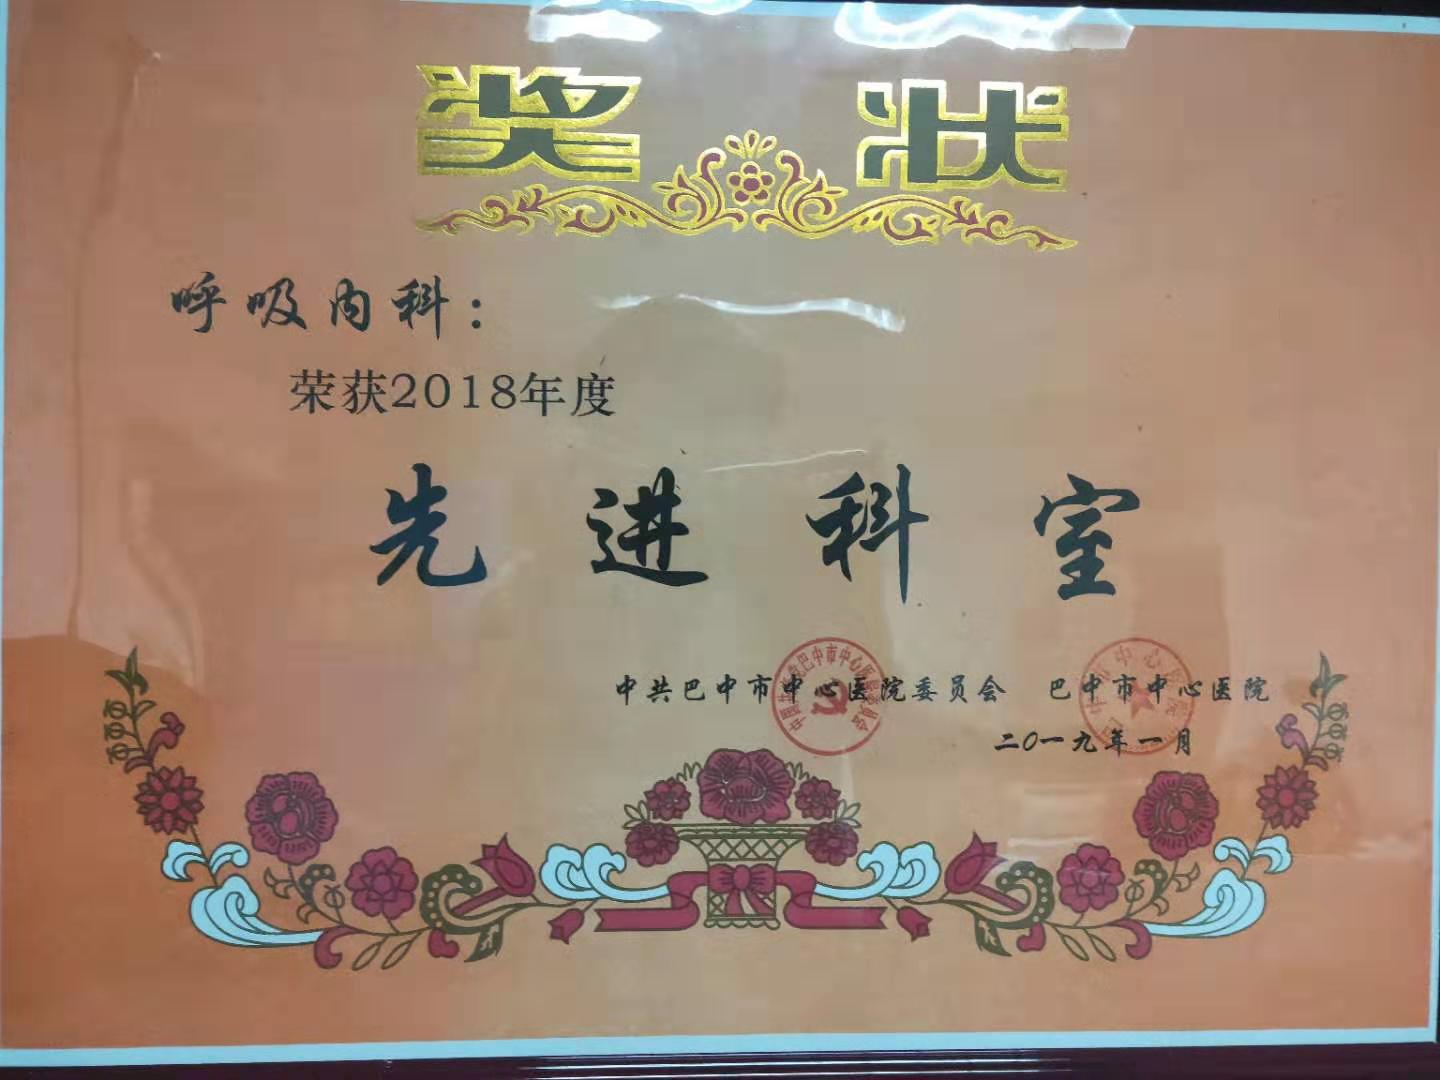 奖状
呼吸内科：
荣获2018年度
先进科室
中共巴中市中心医院委员会 巴中市中心医院
二〇一九年一月